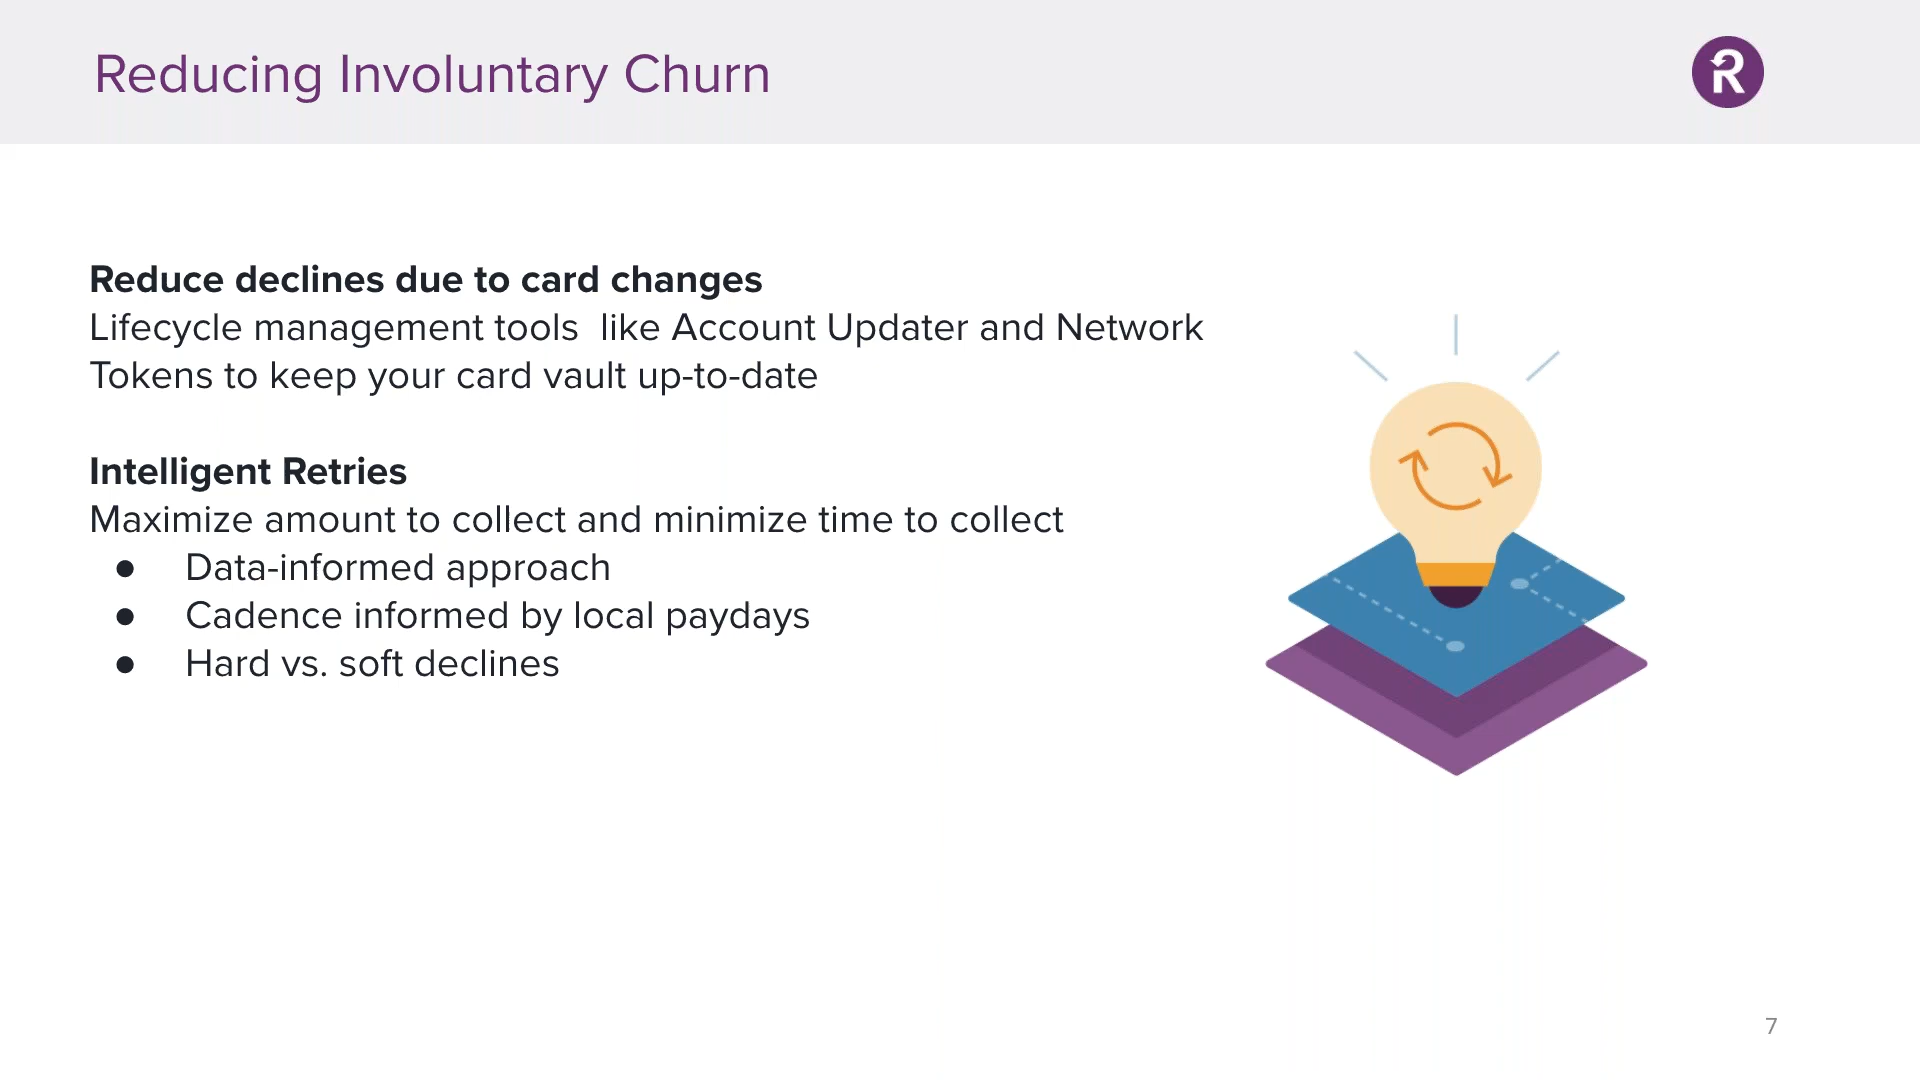 Reducing Involuntary Churn
R
Reduce declines due to card changes
Lifecycle management tools  like Account Updater and Network
Tokens to keep your card vault up-to-date
Intelligent Retries
Maximize amount to collect and minimize time to collect
● Data-informed approach
● Cadence informed by local paydays
● Hard vs. soft declines
7